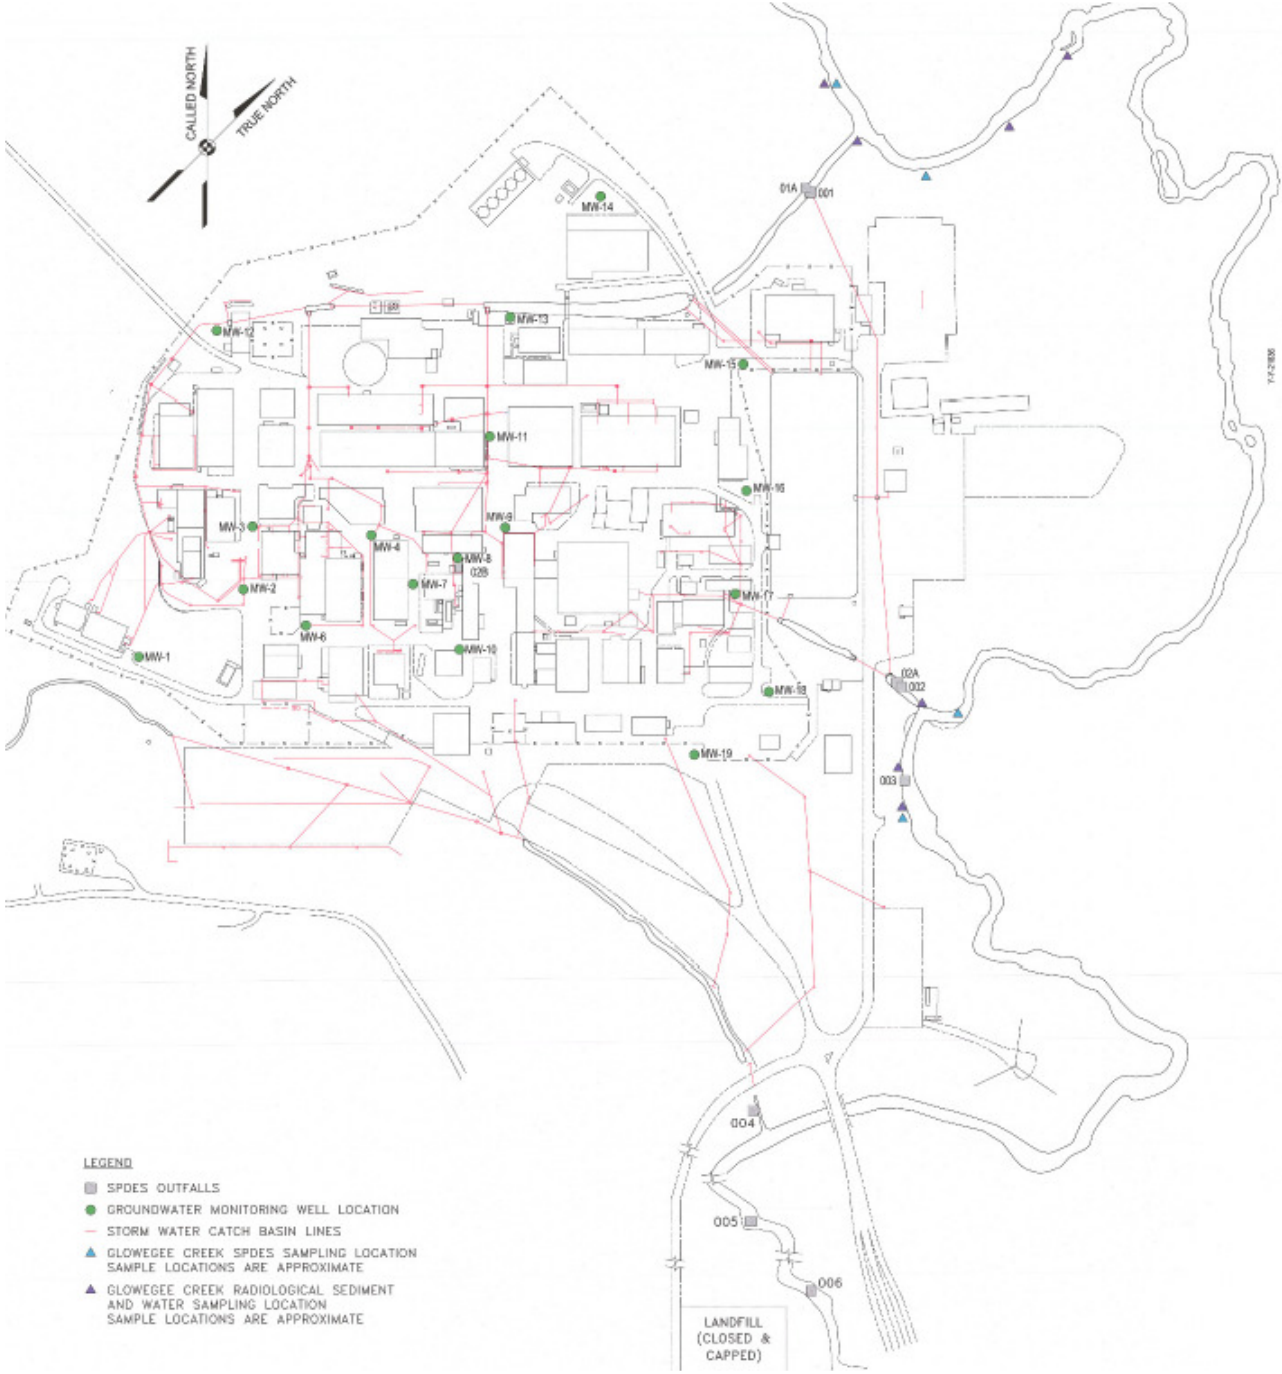 CALLED NORTH
TRUE NORTH
01A
001
MW-14
MW-12
MW-13
MW-15
MW-11
MW-16
MW-3
MW-9
MW-4
MW-8
02B
MW-7
MW-2
MW-17
MW-6
MW-10
MW-1
02A
002
MW-18
MW-19
003
004
LEGEND
SPDES OUTFALLS
GROUNDWATER MONITORING WELL LOCATION
STORM WATER CATCH BASIN LINES
GLOWEGEE CREEK SPDES SAMPLING LOCATION
SAMPLE LOCATIONS ARE APPROXIMATE
GLOWEGEE CREEK RADIOLOGICAL SEDIMENT
AND WATER SAMPLING LOCATION
SAMPLE LOCATIONS ARE APPROXIMATE
005
006
LANDFILL
(CLOSED &
CAPPED)